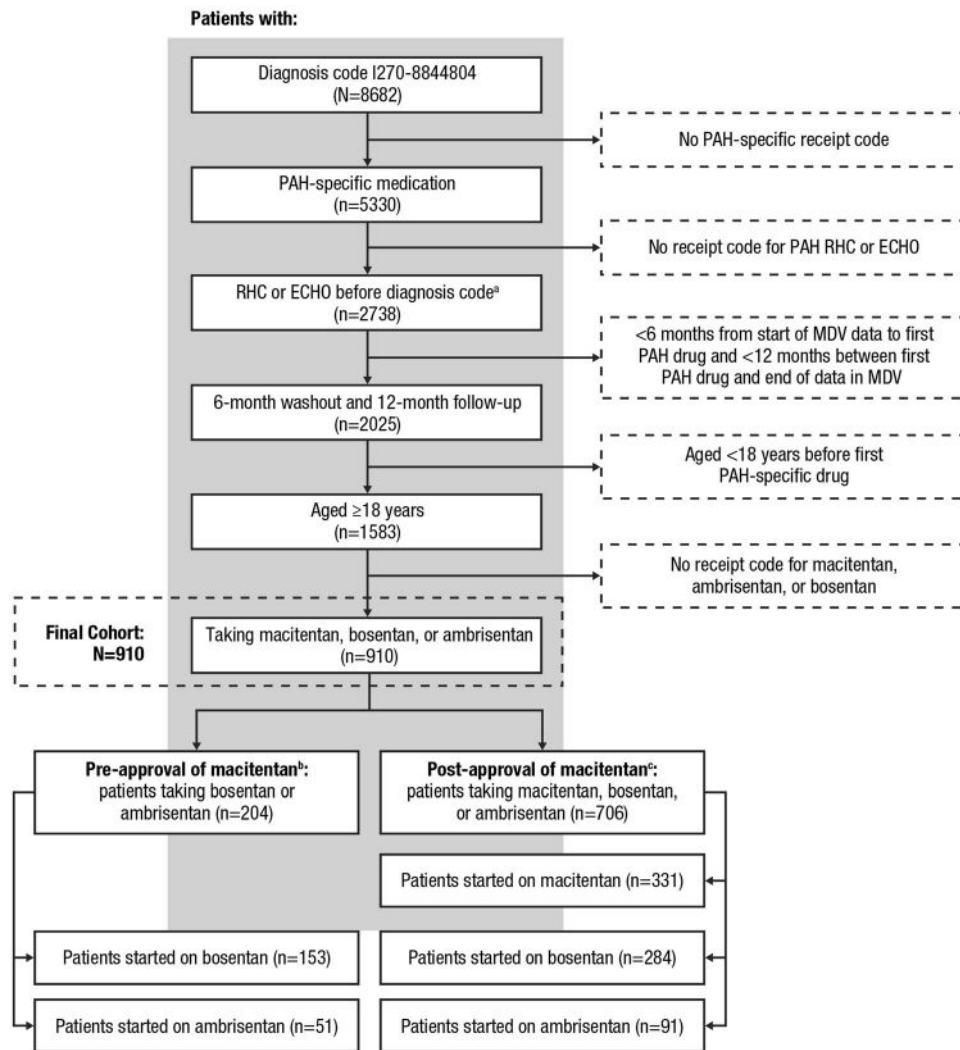 Patients with:
Diagnosis code I270-8844804
(N=8682)
No PAH-specific receipt code
PAH-specific medication
(n=5330)
No receipt code for PAH RHC or ECHO
RHC or ECHO before diagnosis codeᵃ
(n=2738)
<6 months from start of MDV data to first
PAH drug and <12 months between first
PAH drug and end of data in MDV
6-month washout and 12-month follow-up
(n=2025)
Aged <18 years before first
PAH-specific drug
Aged ≥18 years
(n=1583)
No receipt code for macitentan,
ambrisentan, or bosentan
Final Cohort:
N=910
Taking macitentan, bosentan, or ambrisentan
(n=910)
Pre-approval of macitentanᵇ:
patients taking bosentan or
ambrisentan (n=204)
Post-approval of macitentanᶜ:
patients taking macitentan, bosentan,
or ambrisentan (n=706)
Patients started on macitentan (n=331)
Patients started on bosentan (n=153)
Patients started on bosentan (n=284)
Patients started on ambrisentan (n=51)
Patients started on ambrisentan (n=91)